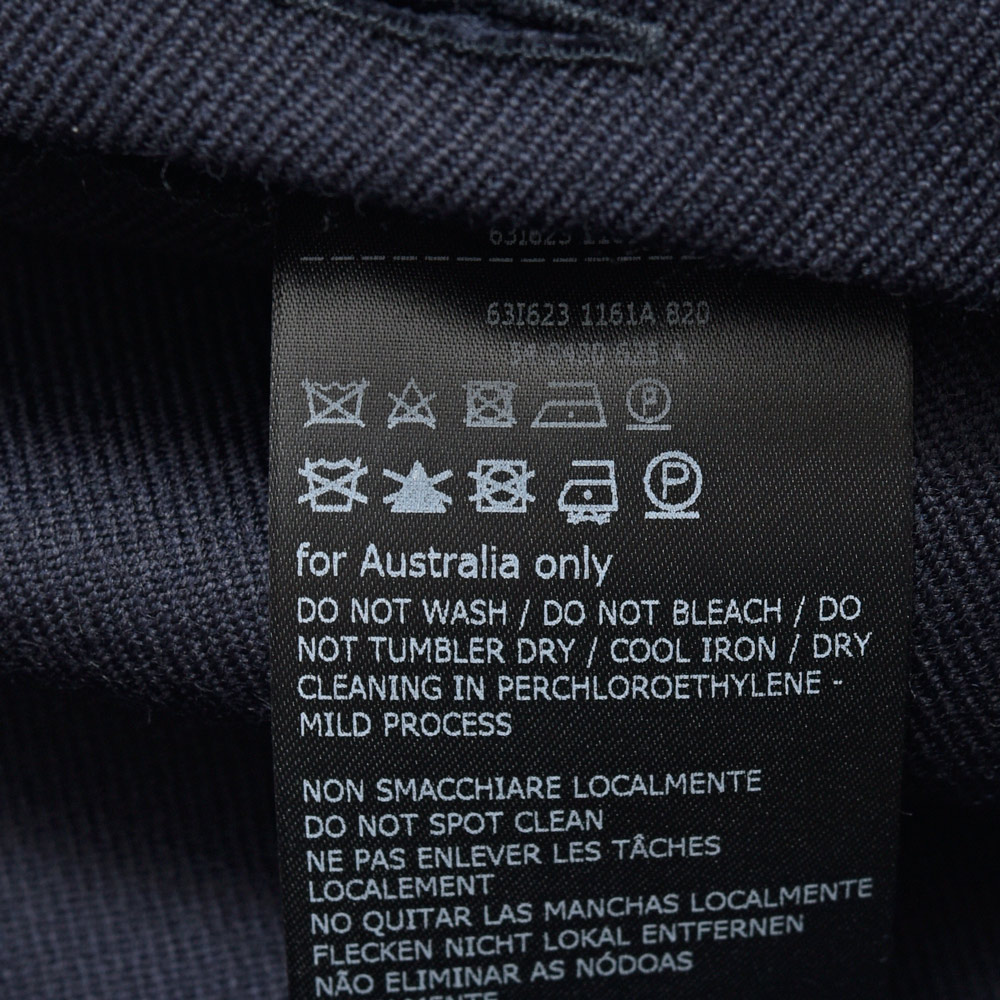 63I623
63I623 1161A 820
for Australia only
DO NOT WASH / DO NOT BLEACH / DO
NOT TUMBLER DRY / COOL IRON / DRY
CLEANING IN PERCHLOROETHYLENE -
MILD PROCESS
NON SMACCHIARE LOCALMENTE
DO NOT SPOT CLEAN
NE PAS ENLEVER LES TÂCHES
LOCALEMENT
NO QUITAR LAS MANCHAS LOCALMENTE
FLECKEN NICHT LOKAL ENTFERNEN
NÃO ELIMINAR AS NÓDOAS